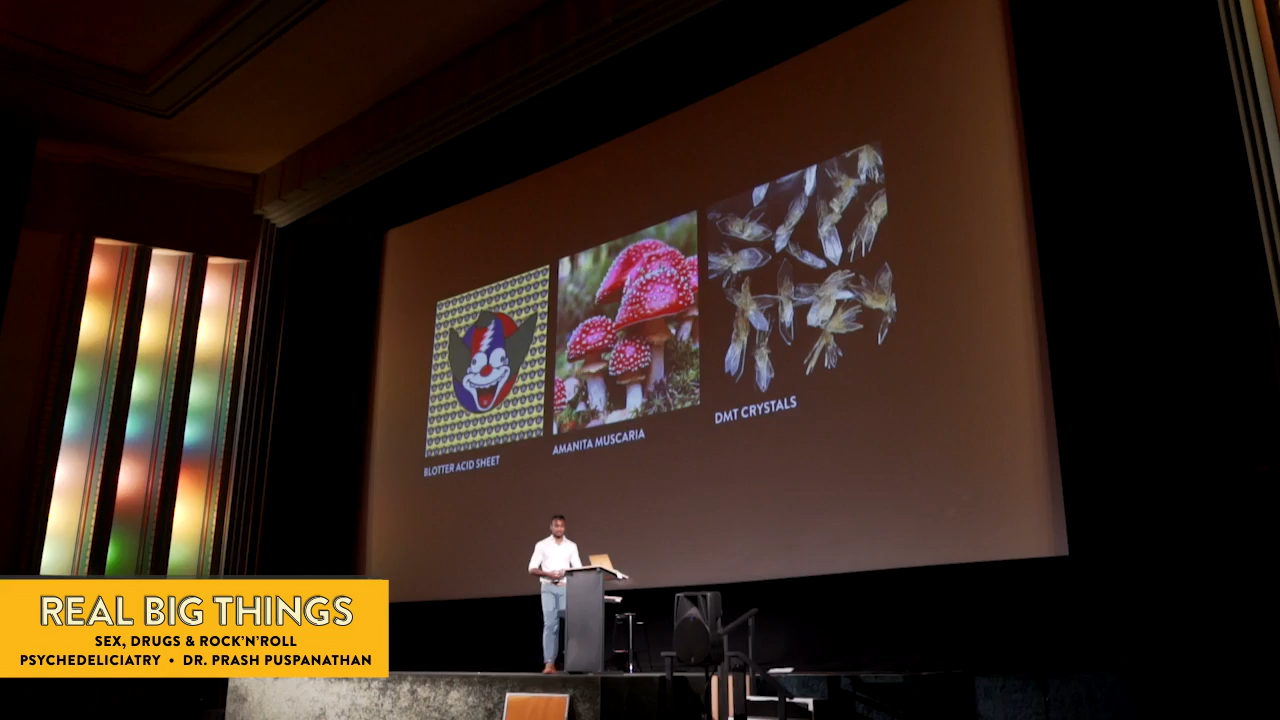 BLOTTER ACID SHEET
AMANITA MUSCARIA
DMT CRYSTALS
REAL BIG THINGS
SEX, DRUGS & ROCK'N'ROLL
PSYCHEDELICIATRY • DR. PRASH PUSPANATHAN